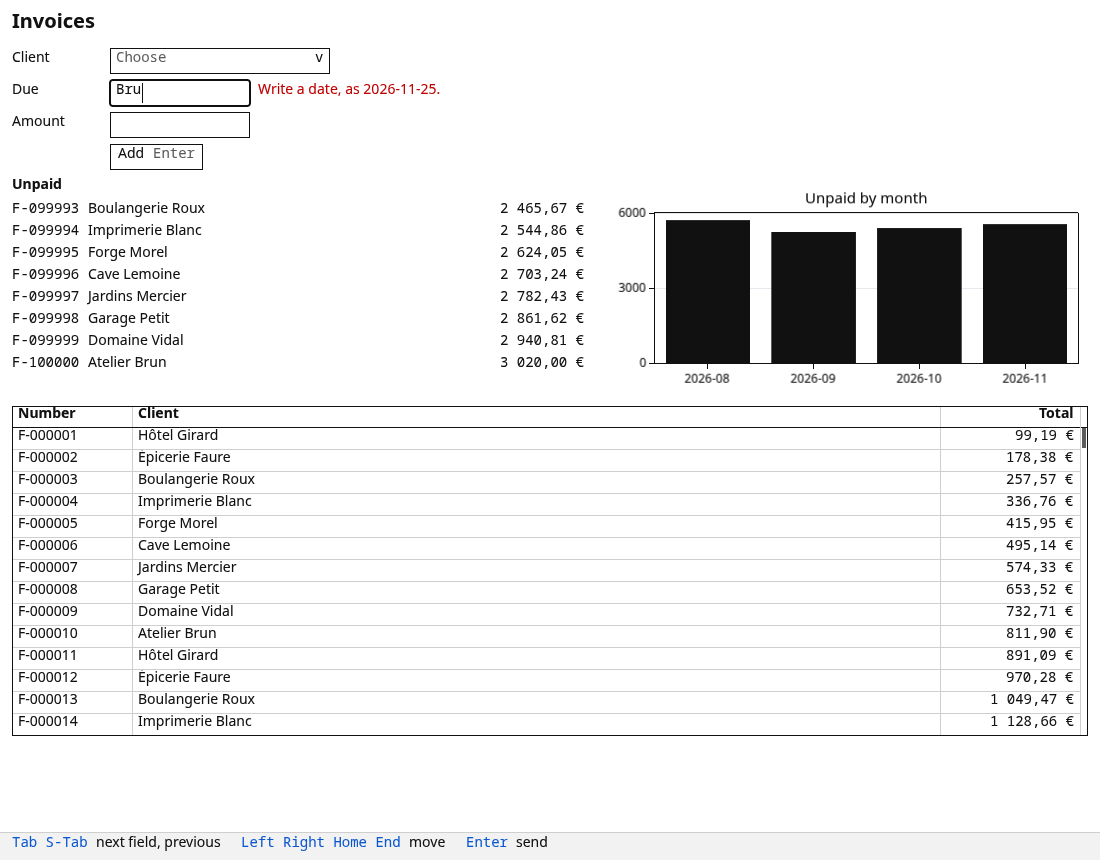 Invoices
Client Choose v
Due Bru Write a date, as 2026-11-25.
Amount
Add Enter
Unpaid
F-099993 Boulangerie Roux 2 465,67 €
F-099994 Imprimerie Blanc 2 544,86 €
F-099995 Forge Morel 2 624,05 €
F-099996 Cave Lemoine 2 703,24 €
F-099997 Jardins Mercier 2 782,43 €
F-099998 Garage Petit 2 861,62 €
F-099999 Domaine Vidal 2 940,81 €
F-100000 Atelier Brun 3 020,00 €
Unpaid by month
6000
3000
0
2026-08 2026-09 2026-10 2026-11
Number Client Total
F-000001 Hôtel Girard 99,19 €
F-000002 Épicerie Faure 178,38 €
F-000003 Boulangerie Roux 257,57 €
F-000004 Imprimerie Blanc 336,76 €
F-000005 Forge Morel 415,95 €
F-000006 Cave Lemoine 495,14 €
F-000007 Jardins Mercier 574,33 €
F-000008 Garage Petit 653,52 €
F-000009 Domaine Vidal 732,71 €
F-000010 Atelier Brun 811,90 €
F-000011 Hôtel Girard 891,09 €
F-000012 Épicerie Faure 970,28 €
F-000013 Boulangerie Roux 1 049,47 €
F-000014 Imprimerie Blanc 1 128,66 €
Tab S-Tab next field, previous Left Right Home End move Enter send